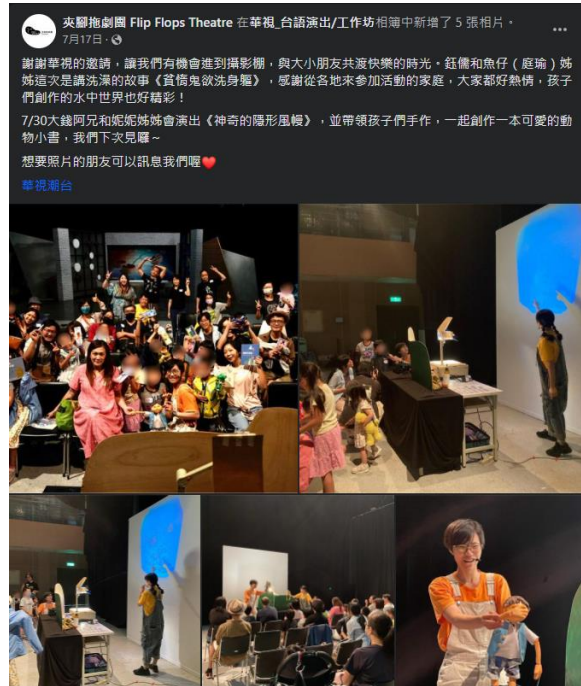 夾腳拖劇團 Flip Flops Theatre 在華視_台語演出/工作坊相簿中新增了 5 張相片。
7月17日
謝謝華視的邀請，讓我們有機會進到攝影棚，與大小朋友共渡快樂的時光。鈺儒和魚仔（庭瑜）姊
姊這次是講洗澡的故事《貧惰鬼欲洗身軀》，感謝從各地來參加活動的家庭，大家都好熱情，孩子
們創作的水中世界也好精彩！
7/30大錢阿兄和妮妮姊姊會演出《神奇的隱形風幔》，並帶領孩子們手作，一起創作一本可愛的動
物小書，我們下次見囉～
想要照片的朋友可以訊息我們喔
華視潮台